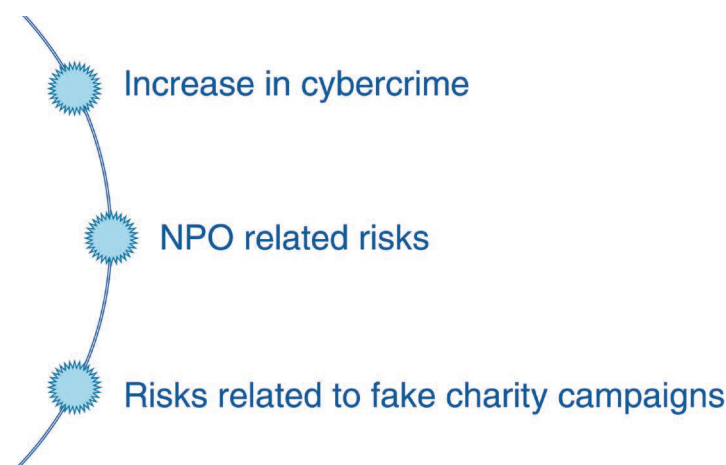 Increase in cybercrime
NPO related risks
Risks related to fake charity campaigns